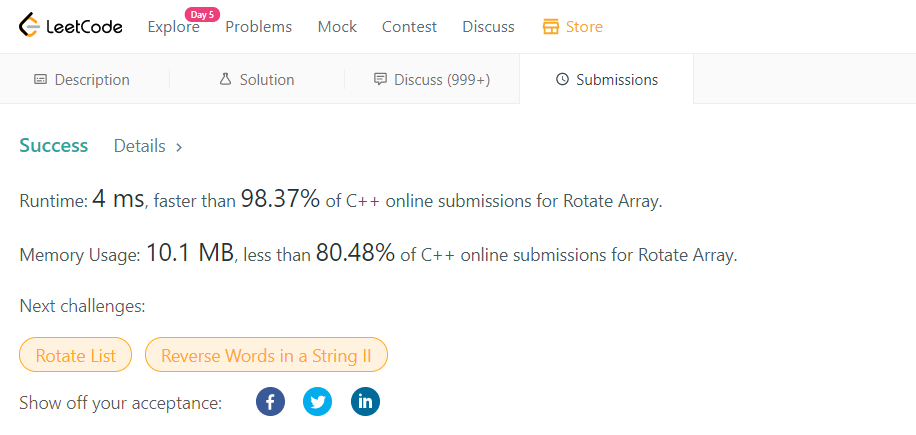 Day 5
LeetCode Explore Problems Mock Contest Discuss Store
Description Solution Discuss (999+) Submissions
Success Details >
Runtime: 4 ms, faster than 98.37% of C++ online submissions for Rotate Array.
Memory Usage: 10.1 MB, less than 80.48% of C++ online submissions for Rotate Array.
Next challenges:
Rotate List Reverse Words in a String II
Show off your acceptance: f in